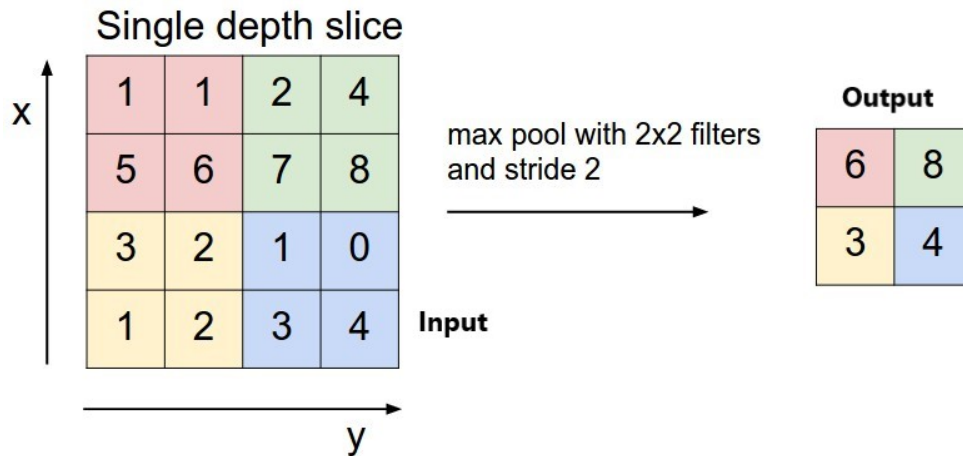 Single depth slice
x
1 1 2 4
5 6 7 8
3 2 1 0
1 2 3 4
y
Input
max pool with 2x2 filters
and stride 2
Output
6 8
3 4